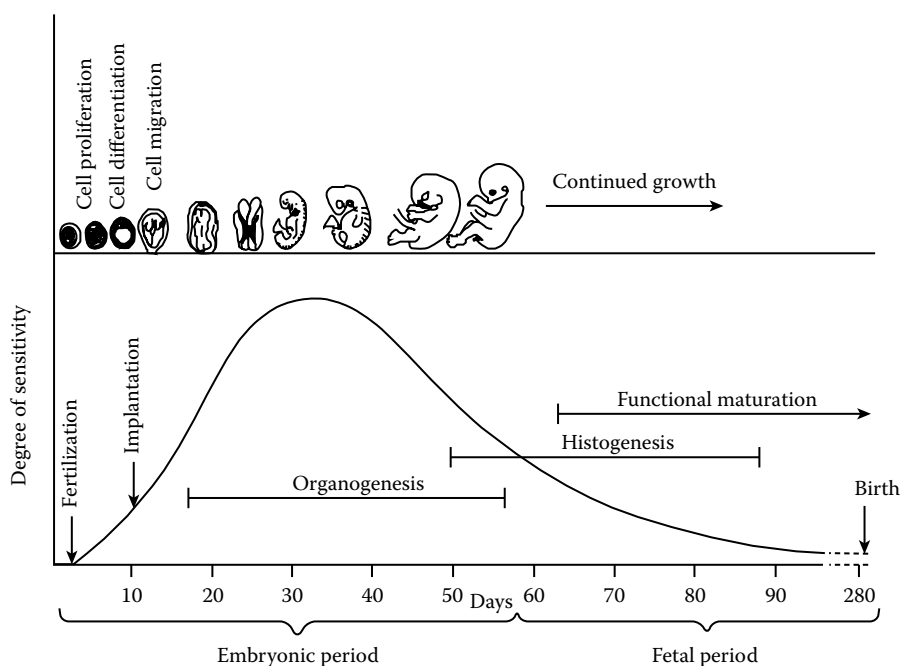 Cell proliferation
Cell differentiation
Cell migration
Continued growth
Degree of sensitivity
Fertilization
Implantation
Functional maturation
Histogenesis
Organogenesis
Birth
10 20 30 40 50 Days 60 70 80 90 280
Embryonic period Fetal period